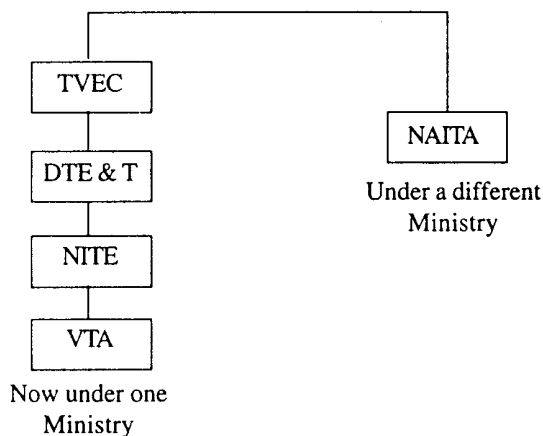 TVEC
NAITA
DTE & T
Under a different
Ministry
NITE
VTA
Now under one
Ministry